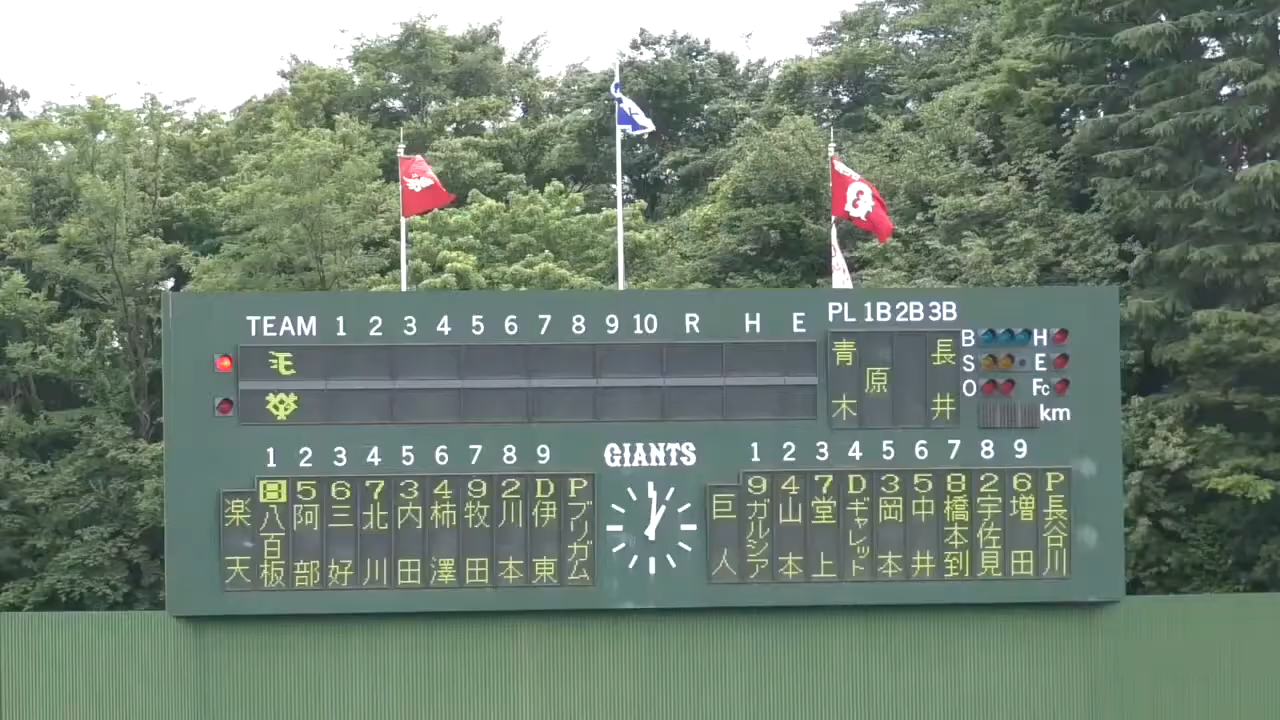 PL 1B 2B 3B
TEAM 1 2 3 4 5 6 7 8 9 10 R H E
青木 原 長井
B H
S E
O Fc
km
GIANTS
1 2 3 4 5 6 7 8 9
楽天 8八百板 5阿部 6三好 7北川 3内田 4柿澤 9牧田 2川本 D伊東 Pブリガム
1 2 3 4 5 6 7 8 9
巨人 9ガルシア 4山本 7堂上 Dギャレット 3岡本 5中井 8橋本到 2宇佐見 6増田 P長谷川